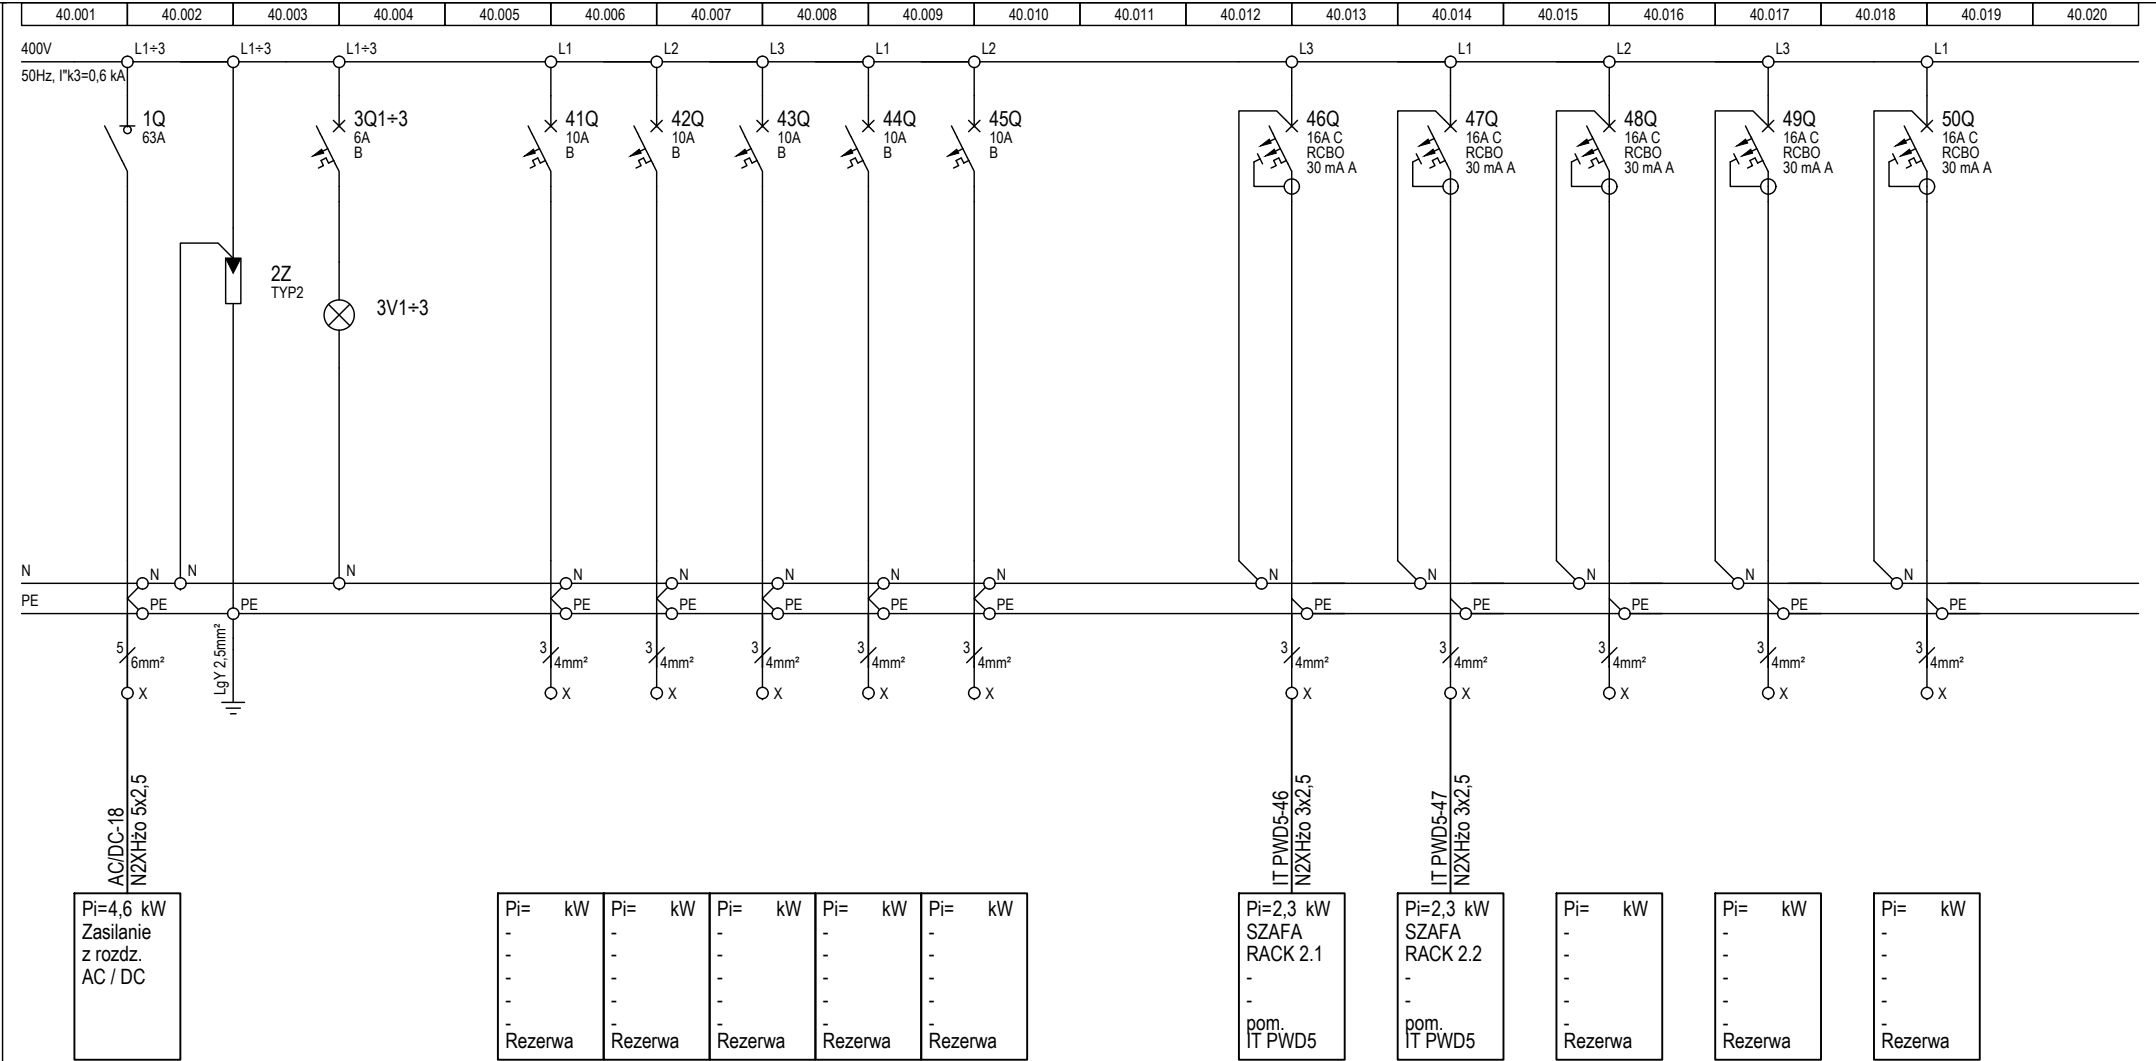 40.001 40.002 40.003 40.004 40.005 40.006 40.007 40.008 40.009 40.010 40.011 40.012 40.013 40.014 40.015 40.016 40.017 40.018 40.019 40.020
400V L1÷3 L1÷3 L1÷3 L1 L2 L3 L1 L2 L3 L1 L2 L3 L1
50Hz, I"k3=0,6 kA
1Q 3Q1÷3 41Q 42Q 43Q 44Q 45Q 46Q 47Q 48Q 49Q 50Q
63A 6A 10A 10A 10A 10A 10A 16A C 16A C 16A C 16A C 16A C
B B B B B B RCBO RCBO RCBO RCBO RCBO
30 mA A 30 mA A 30 mA A 30 mA A 30 mA A
2Z
TYP2
3V1÷3
N N N N N N N N N N N N N N
PE PE PE PE PE PE PE PE PE PE PE PE PE
5 3 3 3 3 3 3 3 3 3 3
6mm² 4mm² 4mm² 4mm² 4mm² 4mm² 4mm² 4mm² 4mm² 4mm² 4mm²
LgY 2,5mm²
X X X X X X X X X X X
AC/DC-18
N2XHżo 5x2,5
IT PWD5-46
N2XHżo 3x2,5
IT PWD5-47
N2XHżo 3x2,5
Pi=4,6 kW
Zasilanie
z rozdz.
AC / DC
Pi= kW
-
-
-
-
-
Rezerwa
Pi= kW
-
-
-
-
-
Rezerwa
Pi= kW
-
-
-
-
-
Rezerwa
Pi= kW
-
-
-
-
-
Rezerwa
Pi= kW
-
-
-
-
-
Rezerwa
Pi=2,3 kW
SZAFA
RACK 2.1
-
-
pom.
IT PWD5
Pi=2,3 kW
SZAFA
RACK 2.2
-
-
pom.
IT PWD5
Pi= kW
-
-
-
-
-
Rezerwa
Pi= kW
-
-
-
-
-
Rezerwa
Pi= kW
-
-
-
-
-
Rezerwa